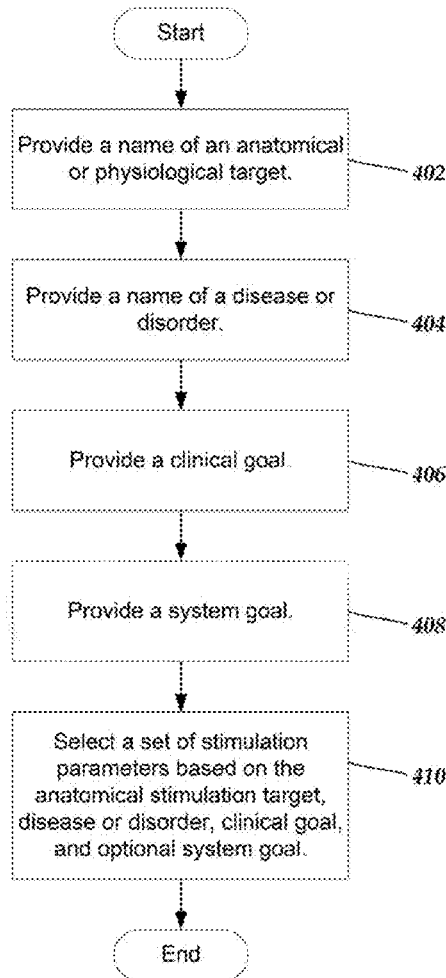 Start
Provide a name of an anatomical
or physiological target.
402
Provide a name of a disease or
disorder.
404
Provide a clinical goal.
406
Provide a system goal.
408
Select a set of stimulation
parameters based on the
anatomical stimulation target,
disease or disorder, clinical goal,
and optional system goal.
410
End